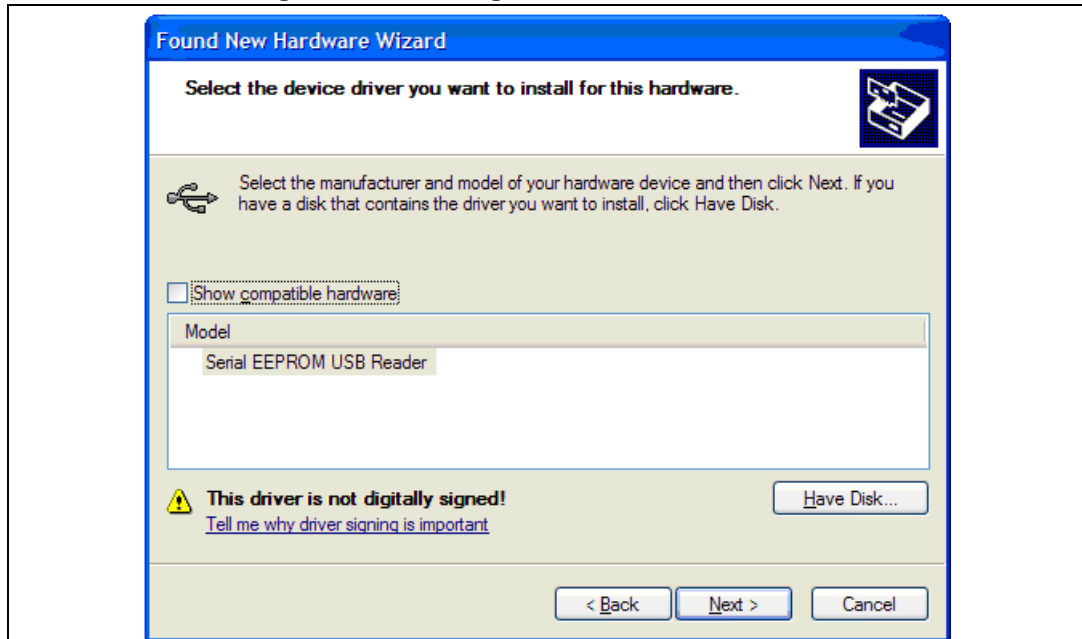 Found New Hardware Wizard
Select the device driver you want to install for this hardware.
Select the manufacturer and model of your hardware device and then click Next. If you
have a disk that contains the driver you want to install, click Have Disk.
Show compatible hardware
Model
Serial EEPROM USB Reader
This driver is not digitally signed!
Have Disk...
Tell me why driver signing is important
< Back
Next >
Cancel